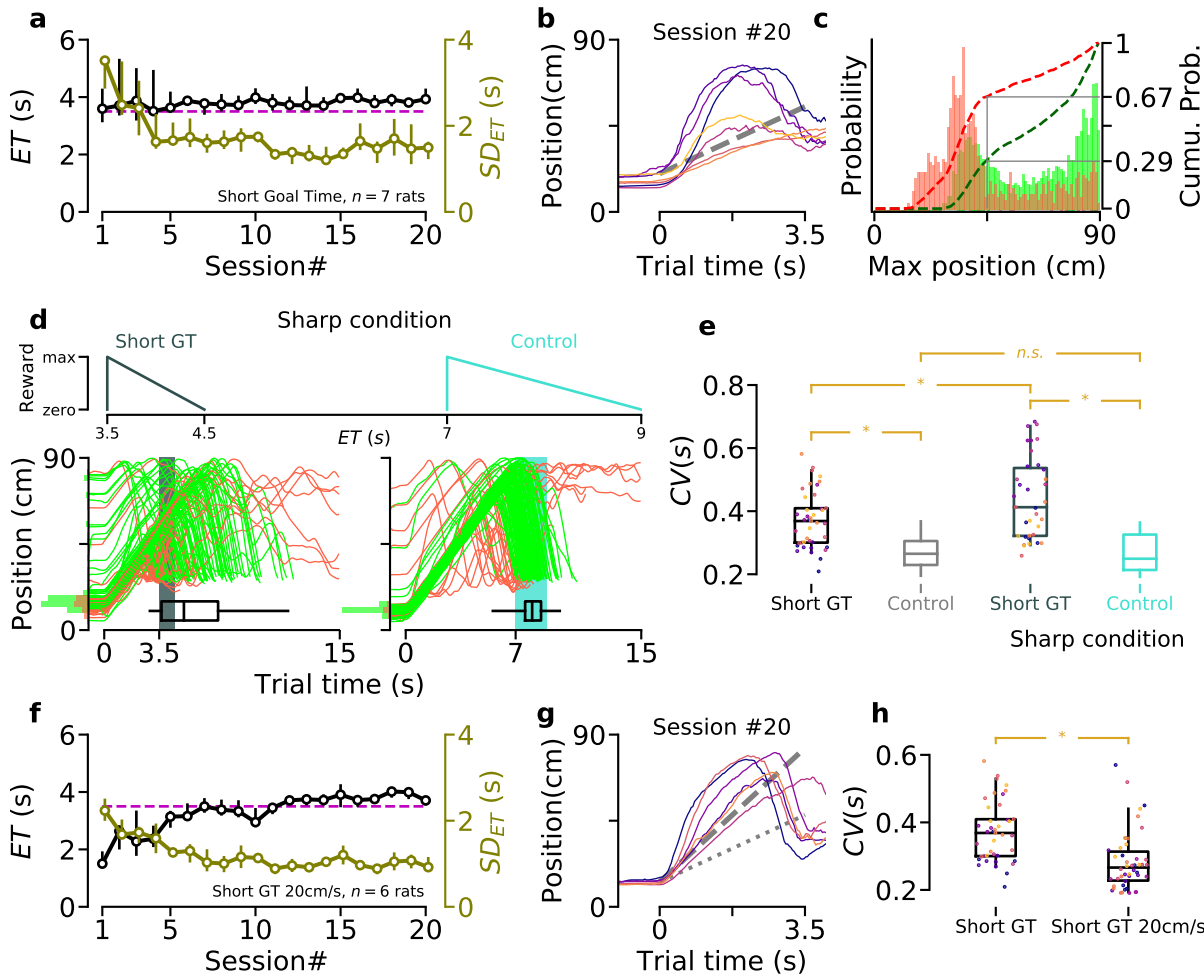 a
6
4
2
0
ET (s)
4
2
0
SD_ET (s)
Short Goal Time, n = 7 rats
1 5 10 15 20
Session#
b
Session #20
90
0
Position(cm)
0 3.5
Trial time (s)
c
Probability
1
0.67
0.29
0
Cumu. Prob.
0 90
Max position (cm)
d
Sharp condition
Short GT
Control
Reward
max
zero
3.5 4.5 7 9
ET (s)
90
0
Position (cm)
0 3.5 15
0 7 15
Trial time (s)
e
n.s.
*
*
*
0.8
0.6
0.4
0.2
CV(s)
Short GT Control Short GT Control
Sharp condition
f
6
4
2
0
ET (s)
4
2
0
SD_ET (s)
Short GT 20cm/s, n = 6 rats
1 5 10 15 20
Session#
g
Session #20
90
0
Position(cm)
0 3.5
Trial time (s)
h
*
0.6
0.4
0.2
CV(s)
Short GT Short GT 20cm/s